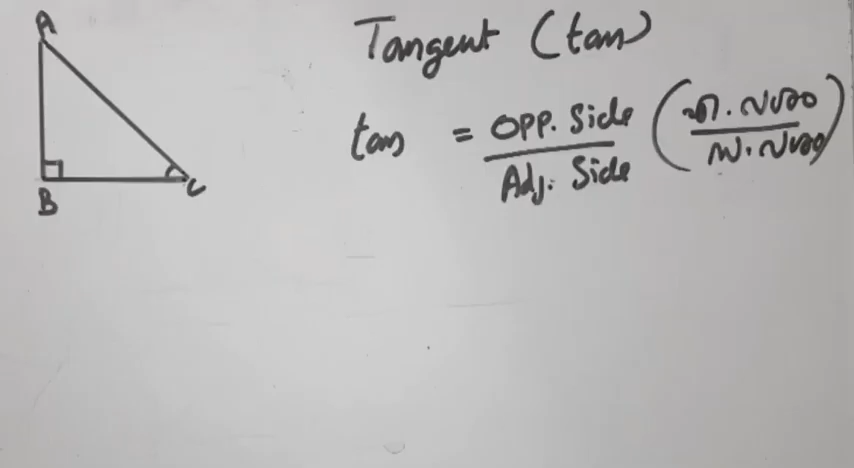 A
B
C
Tangent (tan)
tan = Opp. Side
Adj. Side